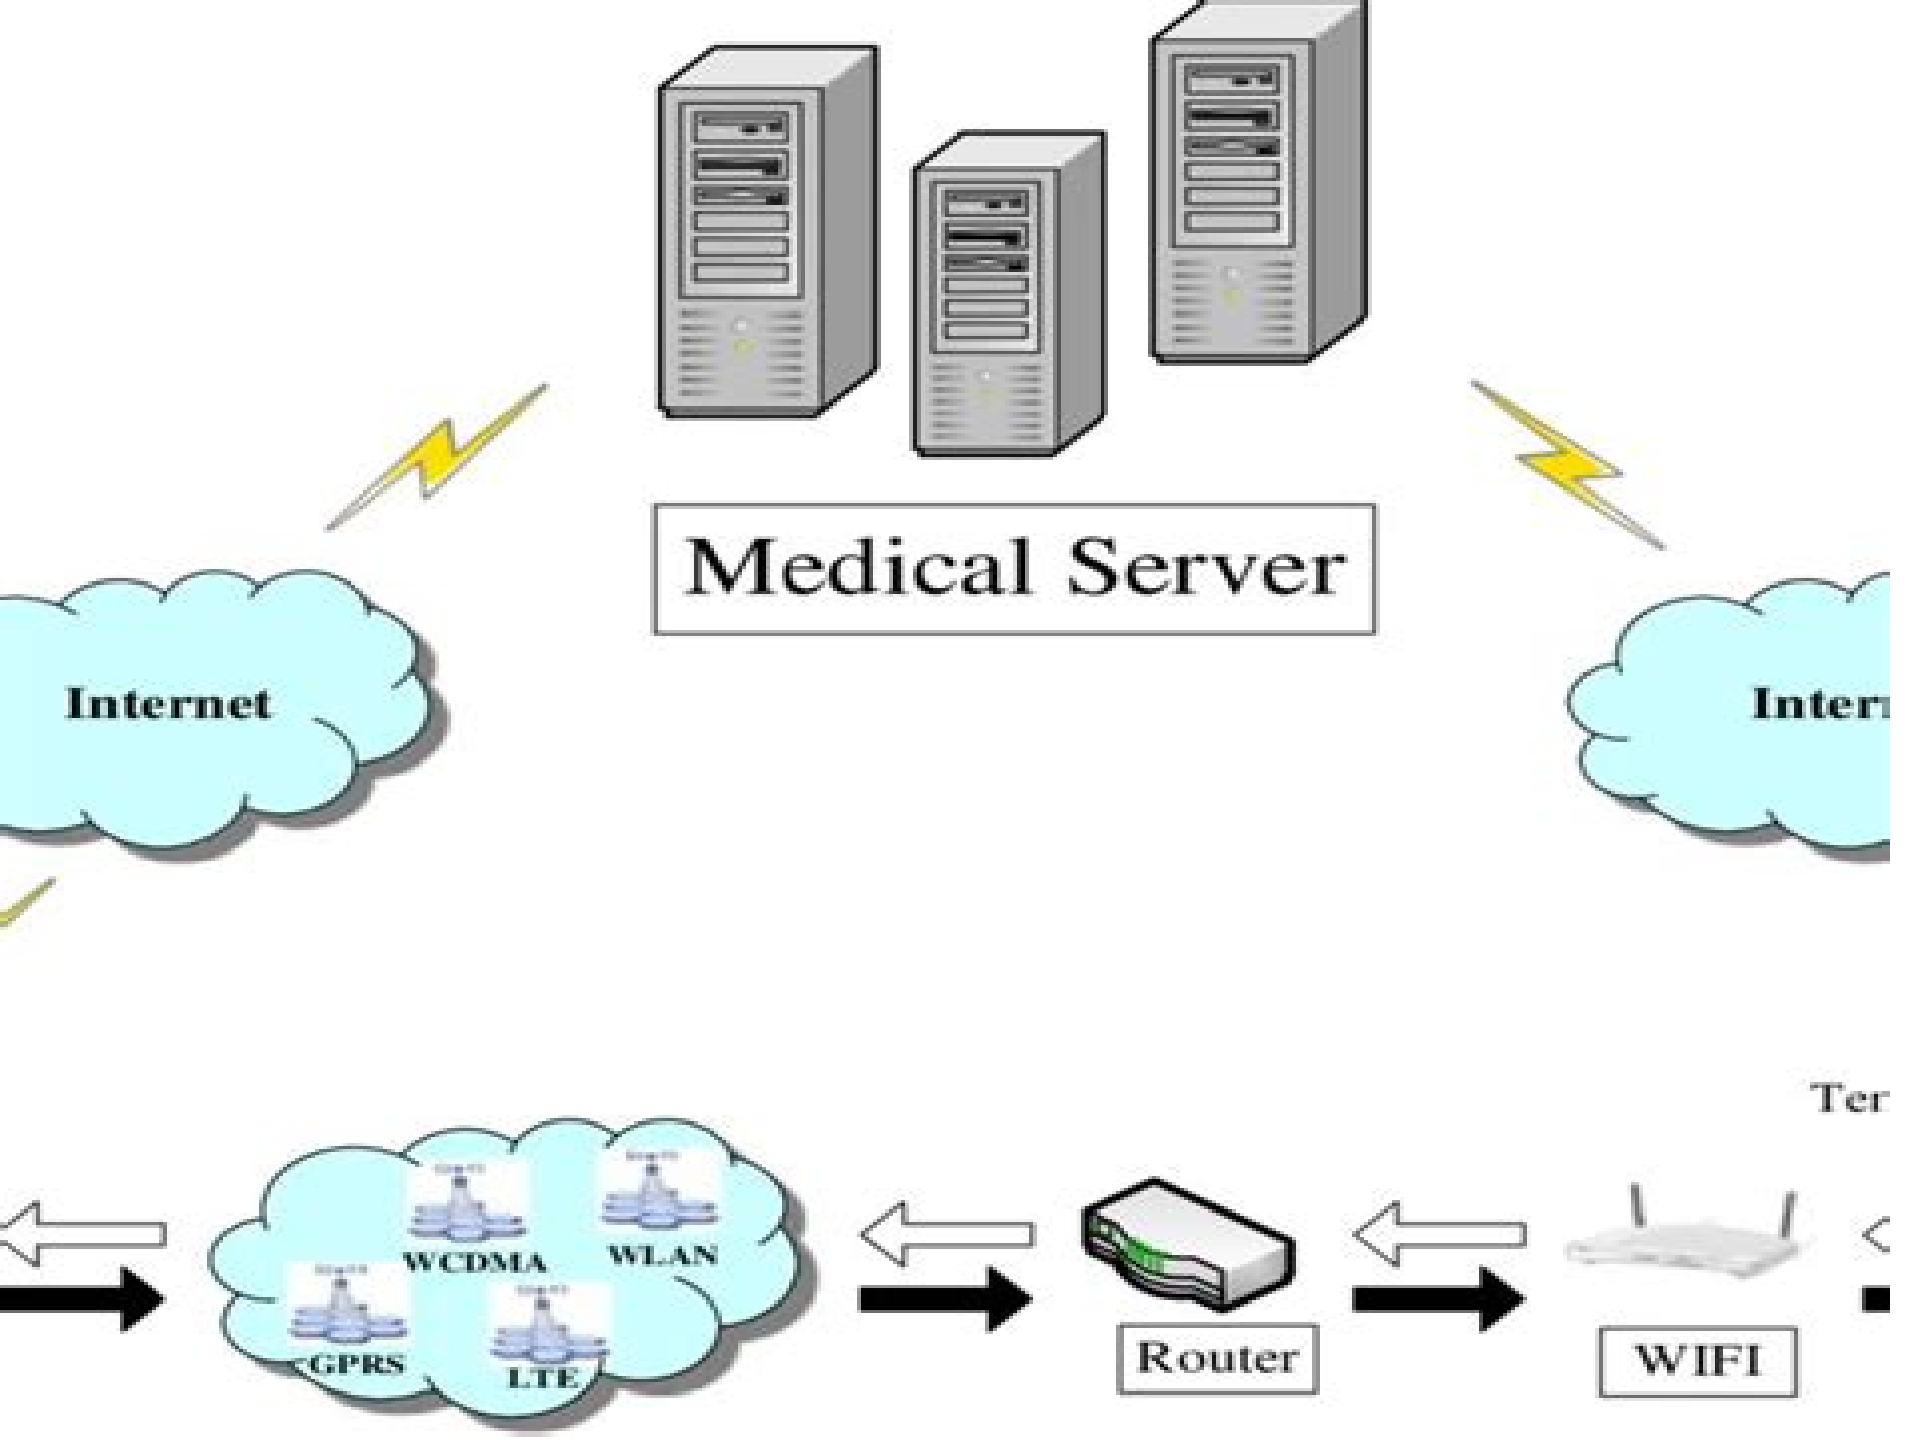 Medical Server
Internet
Inter
Ter
WCDMA
WLAN
GPRS
LTE
Router
WIFI